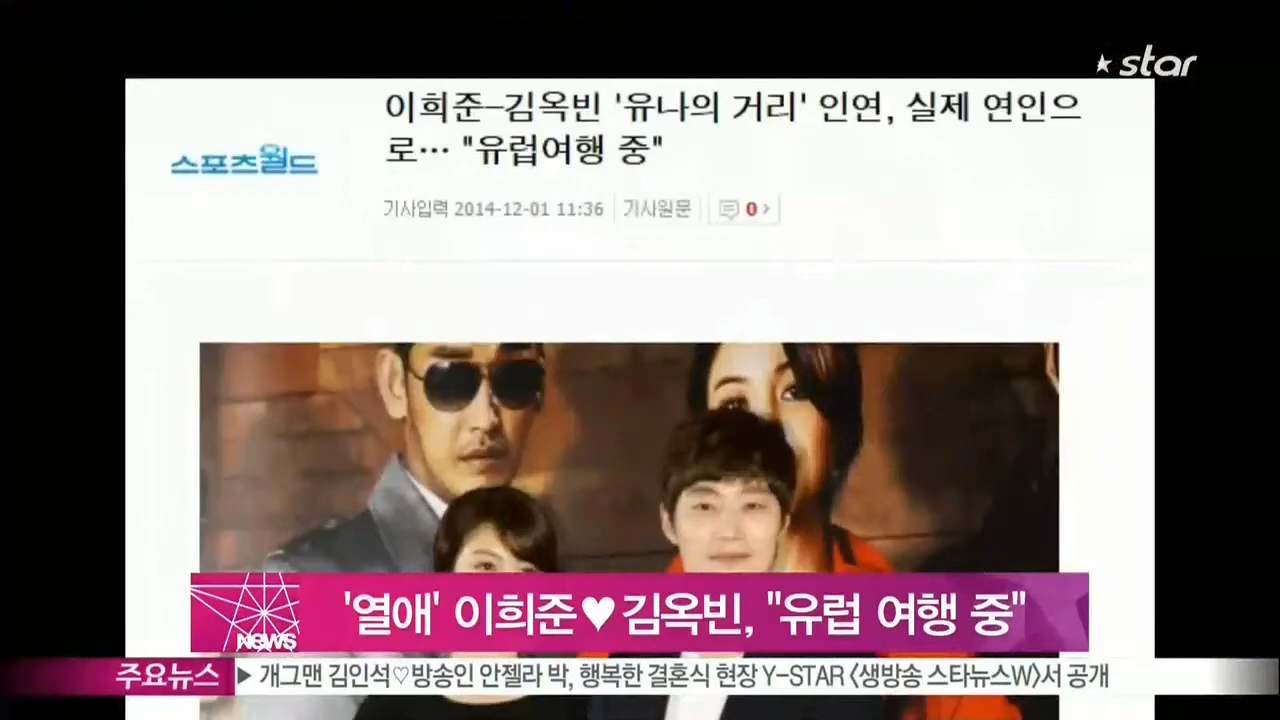 star
이희준-김옥빈 '유나의 거리' 인연, 실제 연인으
로… "유럽여행 중"
스포츠월드
기사입력 2014-12-01 11:36 기사원문 0 >
'열애' 이희준♥김옥빈, "유럽 여행 중"
NEWS
주요뉴스 ▶ 개그맨 김인석♡방송인 안젤라 박, 행복한 결혼식 현장 Y-STAR <생방송 스타뉴스W>서 공개